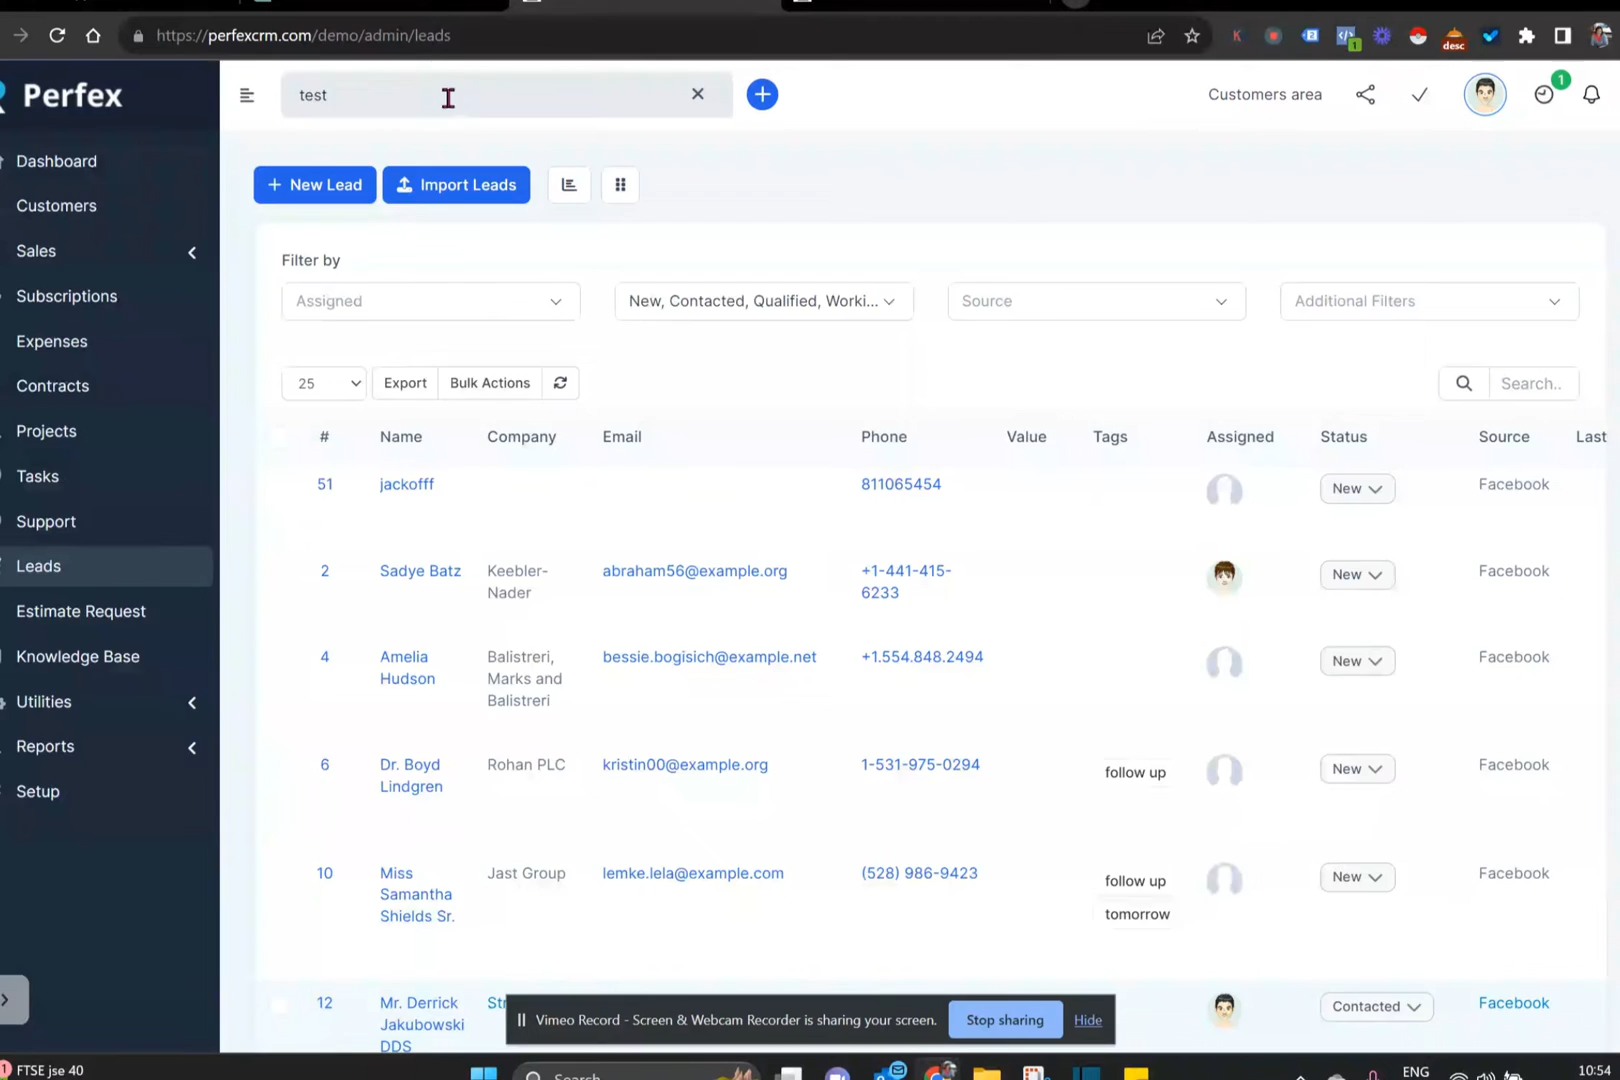 https://perfexcrm.com/demo/admin/leads
desc
1
Perfex
test
Customers area
1
Dashboard
Customers
Sales
Subscriptions
Expenses
Contracts
Projects
Tasks
Support
Leads
Estimate Request
Knowledge Base
Utilities
Reports
Setup
New Lead
Import Leads
Filter by
Assigned
New, Contacted, Qualified, Worki...
Source
Additional Filters
25
Export
Bulk Actions
Search..
# Name Company Email Phone Value Tags Assigned Status Source Last
51 jackofff 811065454 New Facebook
2 Sadye Batz Keebler- abraham56@example.org +1-441-415- New Facebook
Nader 6233
4 Amelia Balistreri, bessie.bogisich@example.net +1.554.848.2494 New Facebook
Hudson Marks and
Balistreri
6 Dr. Boyd Rohan PLC kristin00@example.org 1-531-975-0294 follow up New Facebook
Lindgren
10 Miss Jast Group lemke.lela@example.com (528) 986-9423 follow up New Facebook
Samantha tomorrow
Shields Sr.
12 Mr. Derrick Contacted Facebook
Jakubowski
DDS
Vimeo Record - Screen & Webcam Recorder is sharing your screen. Stop sharing Hide
1 FTSE jse 40
Search
ENG
10:54